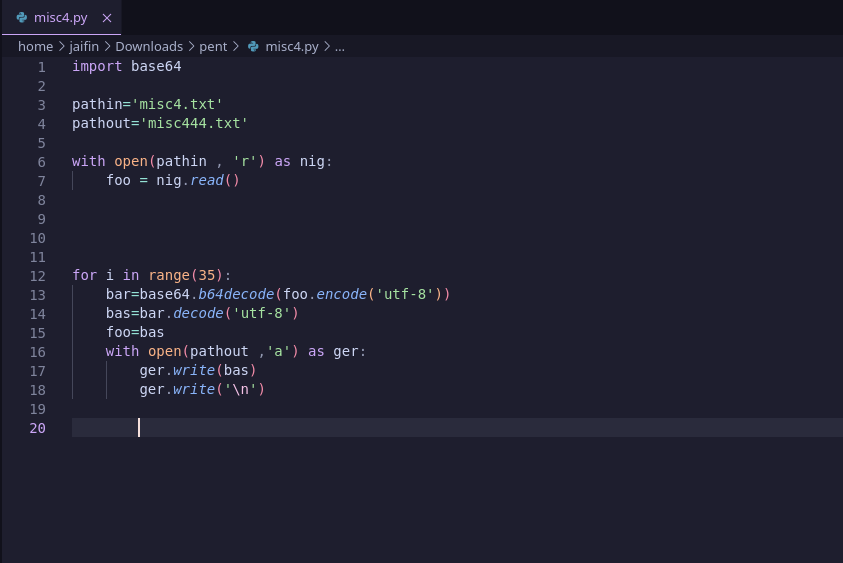 misc4.py
home > jaifin > Downloads > pent > misc4.py > ...
1 import base64
2
3 pathin='misc4.txt'
4 pathout='misc444.txt'
5
6 with open(pathin , 'r') as nig:
7     foo = nig.read()
8
9
10
11
12 for i in range(35):
13     bar=base64.b64decode(foo.encode('utf-8'))
14     bas=bar.decode('utf-8')
15     foo=bas
16     with open(pathout ,'a') as ger:
17         ger.write(bas)
18         ger.write('\n')
19
20